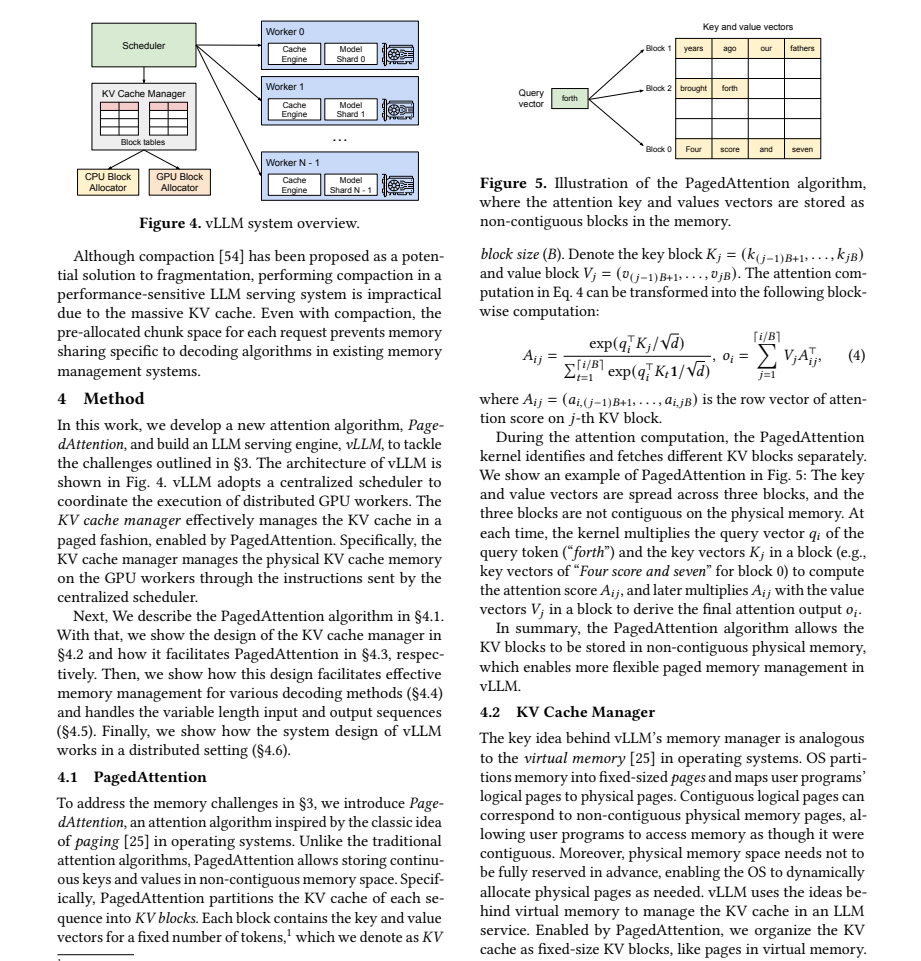 Scheduler
KV Cache Manager
Block tables
CPU Block
Allocator
GPU Block
Allocator
Worker 0
Cache
Engine
Model
Shard 0
Worker 1
Cache
Engine
Model
Shard 1
...
Worker N - 1
Cache
Engine
Model
Shard N - 1
Figure 4. vLLM system overview.
Although compaction [54] has been proposed as a poten-
tial solution to fragmentation, performing compaction in a
performance-sensitive LLM serving system is impractical
due to the massive KV cache. Even with compaction, the
pre-allocated chunk space for each request prevents memory
sharing specific to decoding algorithms in existing memory
management systems.
4 Method
In this work, we develop a new attention algorithm, Page-
dAttention, and build an LLM serving engine, vLLM, to tackle
the challenges outlined in §3. The architecture of vLLM is
shown in Fig. 4. vLLM adopts a centralized scheduler to
coordinate the execution of distributed GPU workers. The
KV cache manager effectively manages the KV cache in a
paged fashion, enabled by PagedAttention. Specifically, the
KV cache manager manages the physical KV cache memory
on the GPU workers through the instructions sent by the
centralized scheduler.
Next, We describe the PagedAttention algorithm in §4.1.
With that, we show the design of the KV cache manager in
§4.2 and how it facilitates PagedAttention in §4.3, respec-
tively. Then, we show how this design facilitates effective
memory management for various decoding methods (§4.4)
and handles the variable length input and output sequences
(§4.5). Finally, we show how the system design of vLLM
works in a distributed setting (§4.6).
4.1 PagedAttention
To address the memory challenges in §3, we introduce Page-
dAttention, an attention algorithm inspired by the classic idea
of paging [25] in operating systems. Unlike the traditional
attention algorithms, PagedAttention allows storing continu-
ous keys and values in non-contiguous memory space. Specif-
ically, PagedAttention partitions the KV cache of each se-
quence into KV blocks. Each block contains the key and value
vectors for a fixed number of tokens,¹ which we denote as KV
Key and value vectors
Query
vector
forth
Block 1 years ago our fathers
Block 2 brought forth
Block 0 Four score and seven
Figure 5. Illustration of the PagedAttention algorithm,
where the attention key and values vectors are stored as
non-contiguous blocks in the memory.
block size (B). Denote the key block K_j = (k_{(j−1)B+1}, . . . , k_{jB})
and value block V_j = (v_{(j−1)B+1}, . . . , v_{jB}). The attention com-
putation in Eq. 4 can be transformed into the following block-
wise computation:
A_{ij} = exp(q_i^⊤ K_j/√d) / ∑_{t=1}^{⌈i/B⌉} exp(q_i^⊤ K_t 1/√d), o_i = ∑_{j=1}^{⌈i/B⌉} V_j A_{ij}^⊤, (4)
where A_{ij} = (a_{i,(j−1)B+1}, . . . , a_{i,jB}) is the row vector of atten-
tion score on j-th KV block.
During the attention computation, the PagedAttention
kernel identifies and fetches different KV blocks separately.
We show an example of PagedAttention in Fig. 5: The key
and value vectors are spread across three blocks, and the
three blocks are not contiguous on the physical memory. At
each time, the kernel multiplies the query vector q_i of the
query token (“forth”) and the key vectors K_j in a block (e.g.,
key vectors of “Four score and seven” for block 0) to compute
the attention score A_{ij}, and later multiplies A_{ij} with the value
vectors V_j in a block to derive the final attention output o_i.
In summary, the PagedAttention algorithm allows the
KV blocks to be stored in non-contiguous physical memory,
which enables more flexible paged memory management in
vLLM.
4.2 KV Cache Manager
The key idea behind vLLM’s memory manager is analogous
to the virtual memory [25] in operating systems. OS parti-
tions memory into fixed-sized pages and maps user programs’
logical pages to physical pages. Contiguous logical pages can
correspond to non-contiguous physical memory pages, al-
lowing user programs to access memory as though it were
contiguous. Moreover, physical memory space needs not to
be fully reserved in advance, enabling the OS to dynamically
allocate physical pages as needed. vLLM uses the ideas be-
hind virtual memory to manage the KV cache in an LLM
service. Enabled by PagedAttention, we organize the KV
cache as fixed-size KV blocks, like pages in virtual memory.